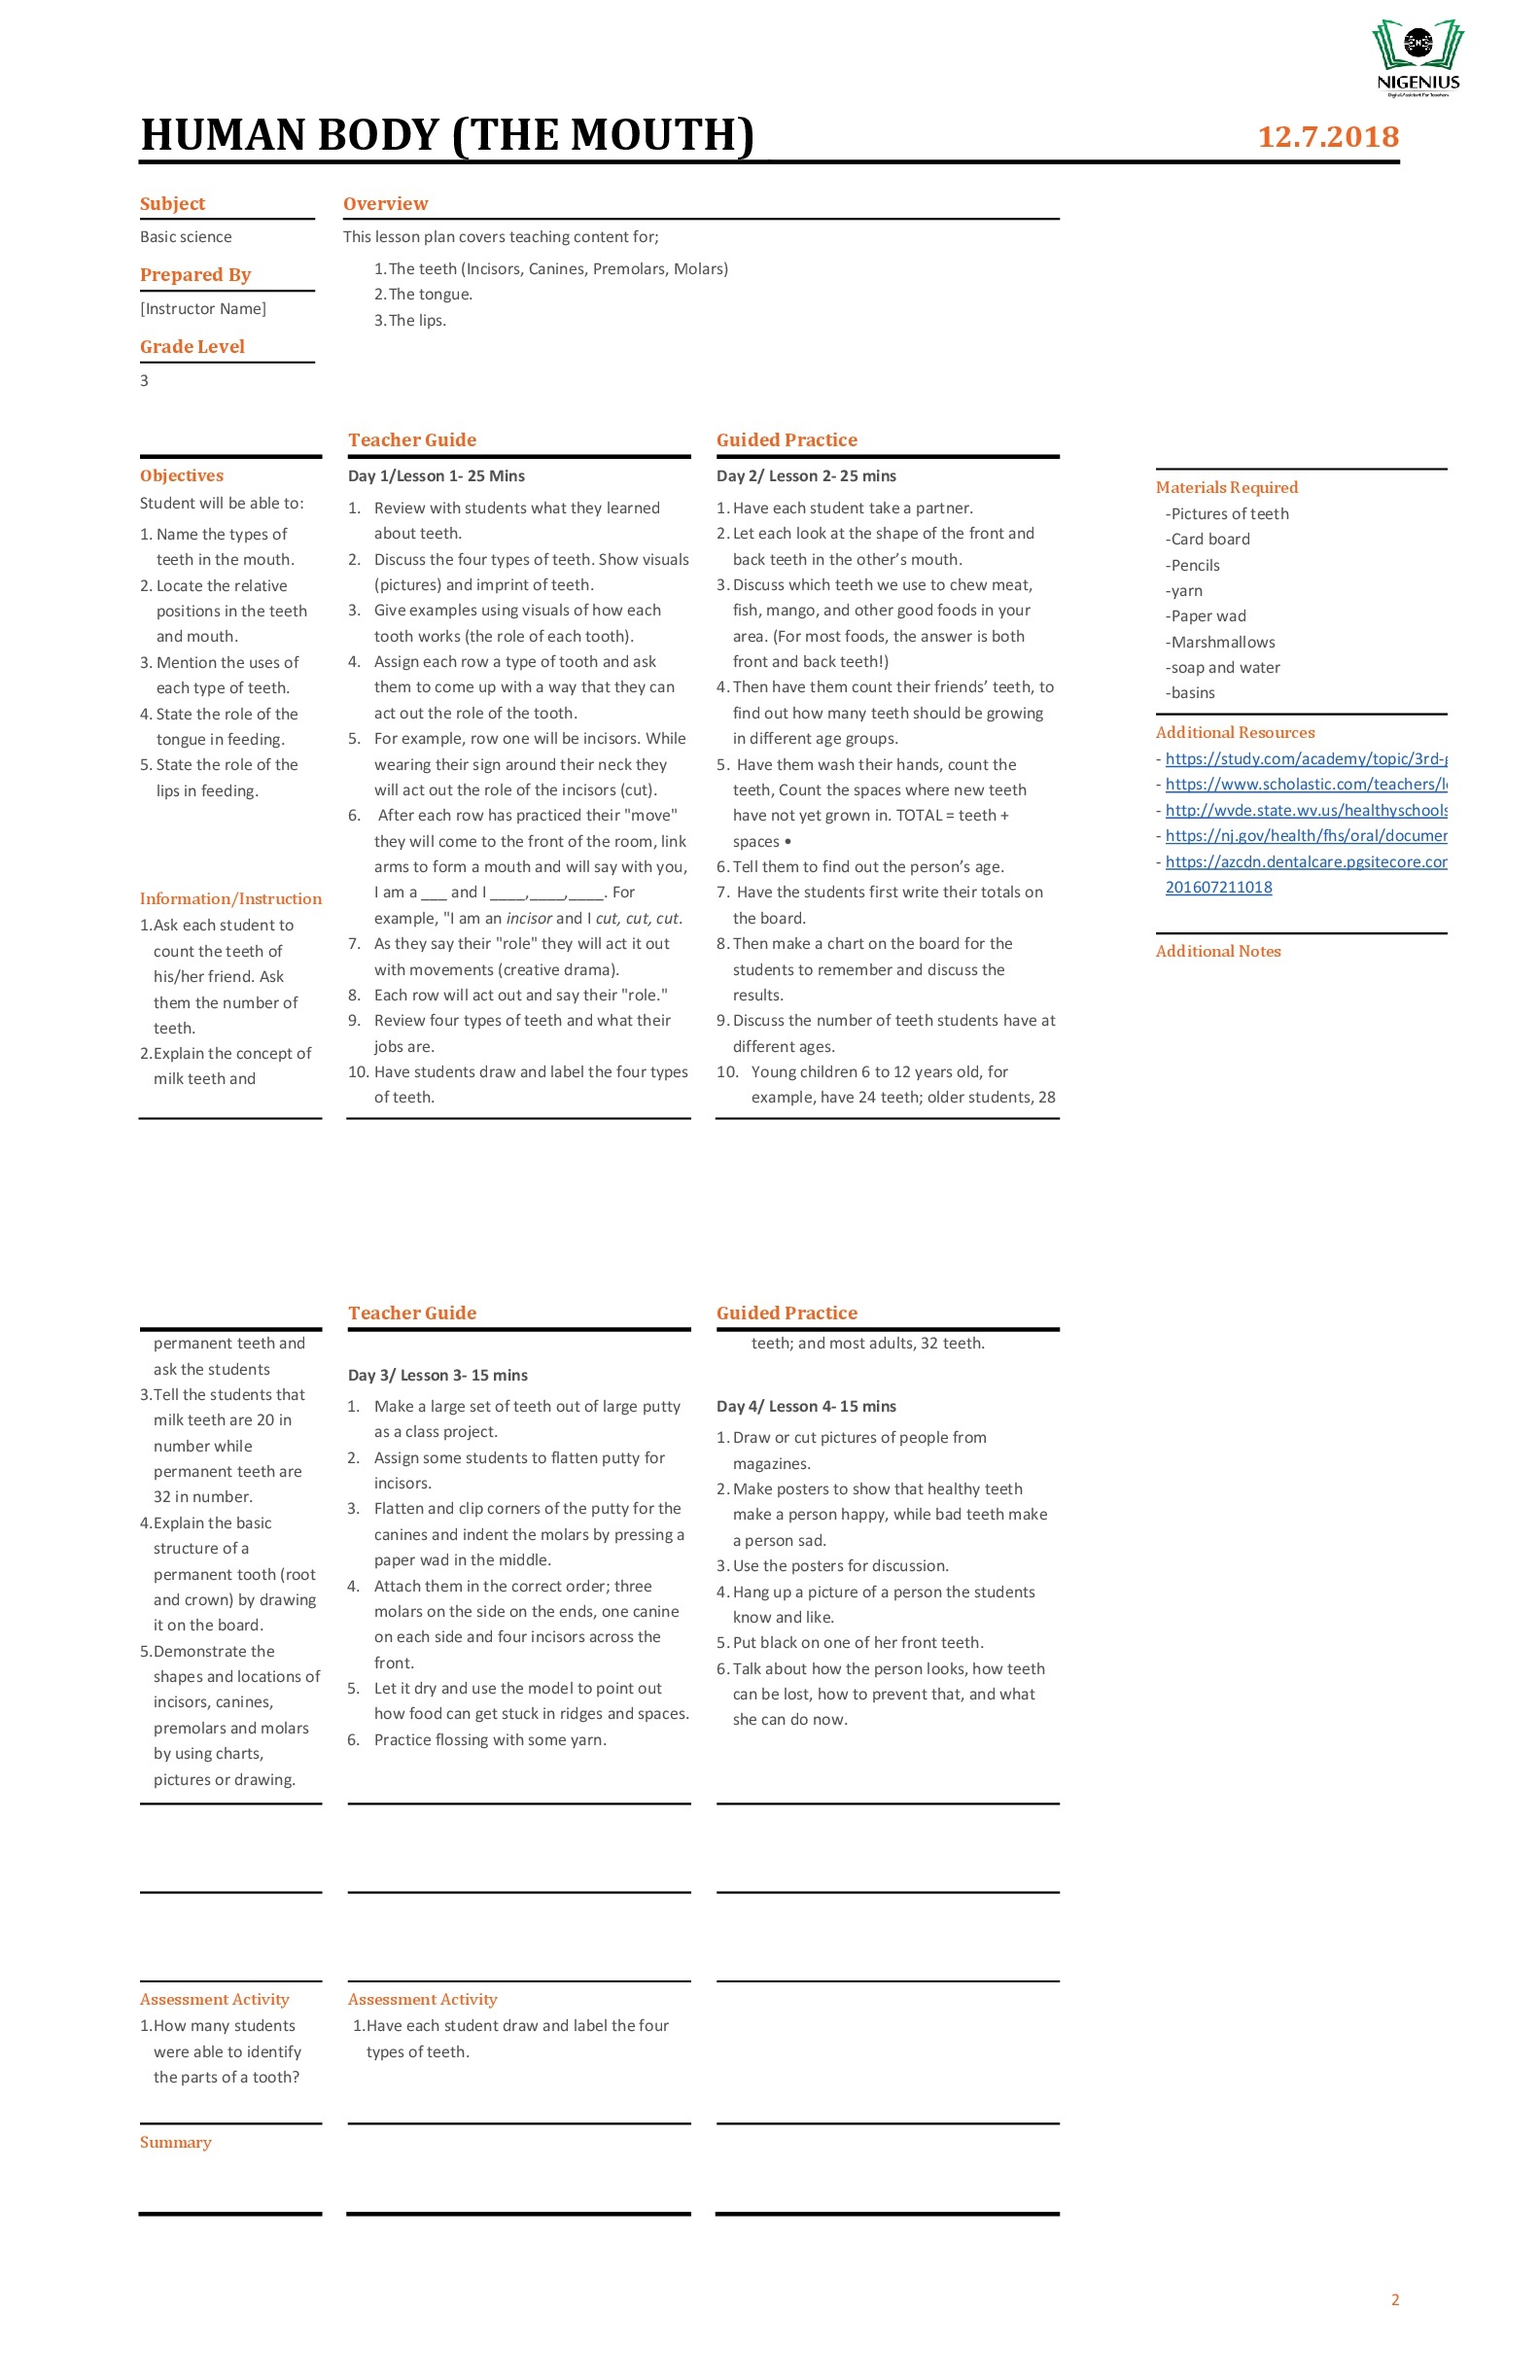 NIGENIUS
Digital Assistant For Teachers
HUMAN BODY (THE MOUTH)
12.7.2018
Subject
Basic science
Prepared By
[Instructor Name]
Grade Level
3
Overview
This lesson plan covers teaching content for;
1.The teeth (Incisors, Canines, Premolars, Molars)
2.The tongue.
3.The lips.
Objectives
Student will be able to:
1. Name the types of
teeth in the mouth.
2. Locate the relative
positions in the teeth
and mouth.
3. Mention the uses of
each type of teeth.
4. State the role of the
tongue in feeding.
5. State the role of the
lips in feeding.
Information/Instruction
1.Ask each student to
count the teeth of
his/her friend. Ask
them the number of
teeth.
2.Explain the concept of
milk teeth and
Teacher Guide
Day 1/Lesson 1- 25 Mins
1. Review with students what they learned
about teeth.
2. Discuss the four types of teeth. Show visuals
(pictures) and imprint of teeth.
3. Give examples using visuals of how each
tooth works (the role of each tooth).
4. Assign each row a type of tooth and ask
them to come up with a way that they can
act out the role of the tooth.
5. For example, row one will be incisors. While
wearing their sign around their neck they
will act out the role of the incisors (cut).
6. After each row has practiced their "move"
they will come to the front of the room, link
arms to form a mouth and will say with you,
I am a ___ and I ____,____,____. For
example, "I am an incisor and I cut, cut, cut.
7. As they say their "role" they will act it out
with movements (creative drama).
8. Each row will act out and say their "role."
9. Review four types of teeth and what their
jobs are.
10. Have students draw and label the four types
of teeth.
Guided Practice
Day 2/ Lesson 2- 25 mins
1. Have each student take a partner.
2. Let each look at the shape of the front and
back teeth in the other’s mouth.
3. Discuss which teeth we use to chew meat,
fish, mango, and other good foods in your
area. (For most foods, the answer is both
front and back teeth!)
4. Then have them count their friends’ teeth, to
find out how many teeth should be growing
in different age groups.
5. Have them wash their hands, count the
teeth, Count the spaces where new teeth
have not yet grown in. TOTAL = teeth +
spaces •
6. Tell them to find out the person’s age.
7. Have the students first write their totals on
the board.
8. Then make a chart on the board for the
students to remember and discuss the
results.
9. Discuss the number of teeth students have at
different ages.
10. Young children 6 to 12 years old, for
example, have 24 teeth; older students, 28
Materials Required
-Pictures of teeth
-Card board
-Pencils
-yarn
-Paper wad
-Marshmallows
-soap and water
-basins
Additional Resources
- https://study.com/academy/topic/3rd-g
- https://www.scholastic.com/teachers/le
- http://wvde.state.wv.us/healthyschools
- https://nj.gov/health/fhs/oral/documen
- https://azcdn.dentalcare.pgsitecore.com
201607211018
Additional Notes
permanent teeth and
ask the students
3.Tell the students that
milk teeth are 20 in
number while
permanent teeth are
32 in number.
4.Explain the basic
structure of a
permanent tooth (root
and crown) by drawing
it on the board.
5.Demonstrate the
shapes and locations of
incisors, canines,
premolars and molars
by using charts,
pictures or drawing.
Teacher Guide
Day 3/ Lesson 3- 15 mins
1. Make a large set of teeth out of large putty
as a class project.
2. Assign some students to flatten putty for
incisors.
3. Flatten and clip corners of the putty for the
canines and indent the molars by pressing a
paper wad in the middle.
4. Attach them in the correct order; three
molars on the side on the ends, one canine
on each side and four incisors across the
front.
5. Let it dry and use the model to point out
how food can get stuck in ridges and spaces.
6. Practice flossing with some yarn.
Guided Practice
teeth; and most adults, 32 teeth.
Day 4/ Lesson 4- 15 mins
1. Draw or cut pictures of people from
magazines.
2. Make posters to show that healthy teeth
make a person happy, while bad teeth make
a person sad.
3. Use the posters for discussion.
4. Hang up a picture of a person the students
know and like.
5. Put black on one of her front teeth.
6. Talk about how the person looks, how teeth
can be lost, how to prevent that, and what
she can do now.
Assessment Activity
1.How many students
were able to identify
the parts of a tooth?
Assessment Activity
1.Have each student draw and label the four
types of teeth.
Summary
2